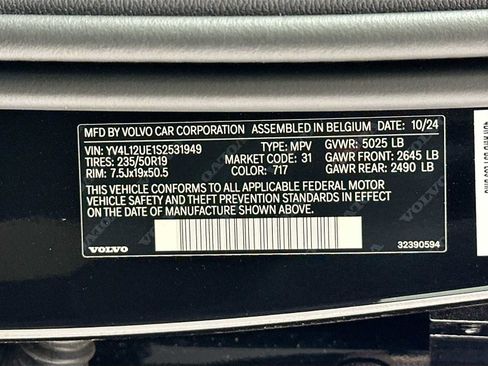 MFD BY VOLVO CAR CORPORATION ASSEMBLED IN BELGIUM DATE: 10/24
VIN: YV4L12UE1S2531949 TYPE: MPV GVWR: 5025 LB
TIRES: 235/50R19 MARKET CODE: 31 GAWR FRONT: 2645 LB
RIM: 7.5Jx19x50.5 COLOR: 717 GAWR REAR: 2490 LB
THIS VEHICLE CONFORMS TO ALL APPLICABLE FEDERAL MOTOR
VEHICLE SAFETY AND THEFT PREVENTION STANDARDS IN EFFECT
ON THE DATE OF MANUFACTURE SHOWN ABOVE.
VOLVO 32390594